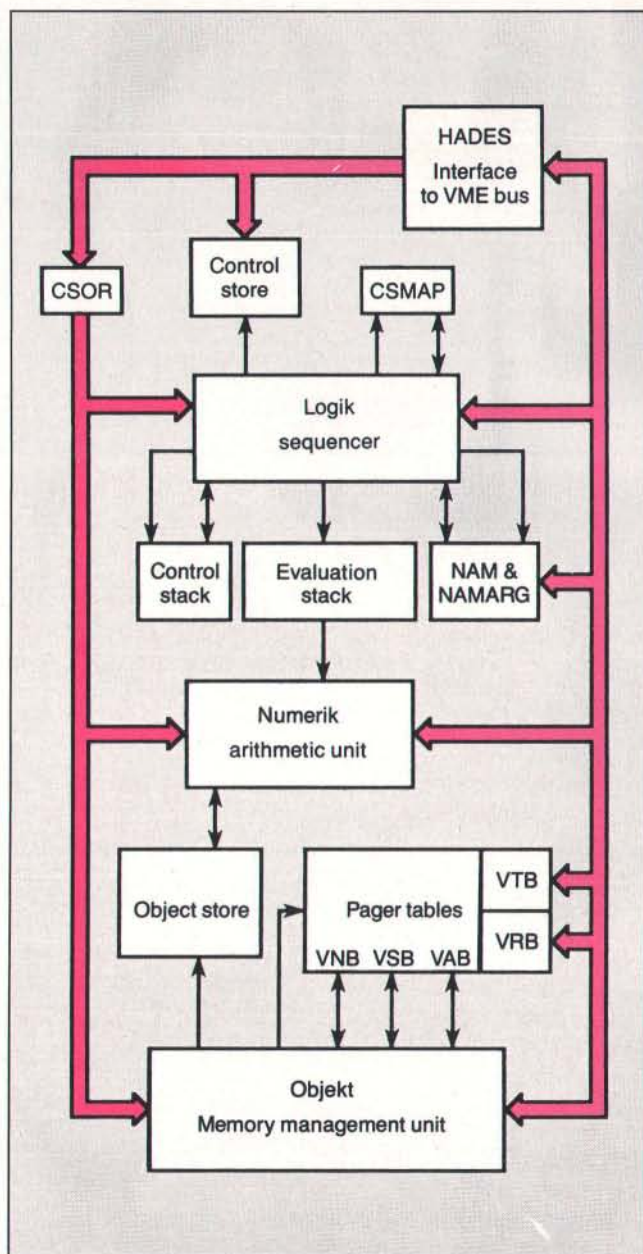 HADES
Interface
to VME bus
Control
store
CSOR
CSMAP
Logik
sequencer
Control
stack
Evaluation
stack
NAM &
NAMARG
Numerik
arithmetic unit
Object store
Pager tables
VTB
VRB
VNB VSB VAB
Objekt
Memory management unit